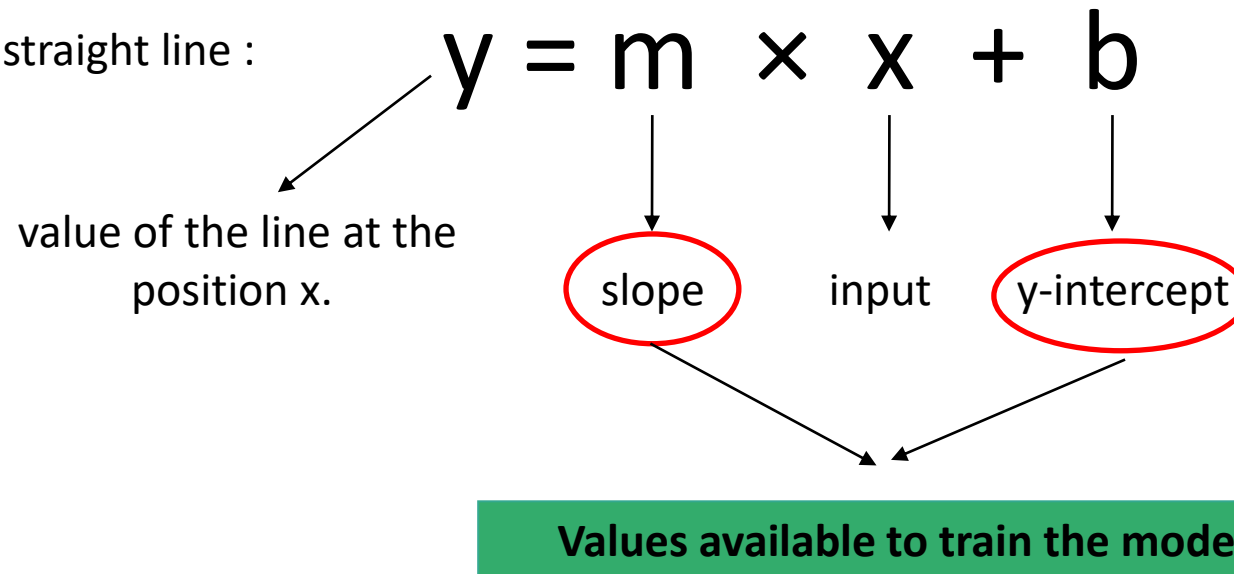 straight line : y = m × x + b
value of the line at the
position x.
slope input y-intercept
Values available to train the mode